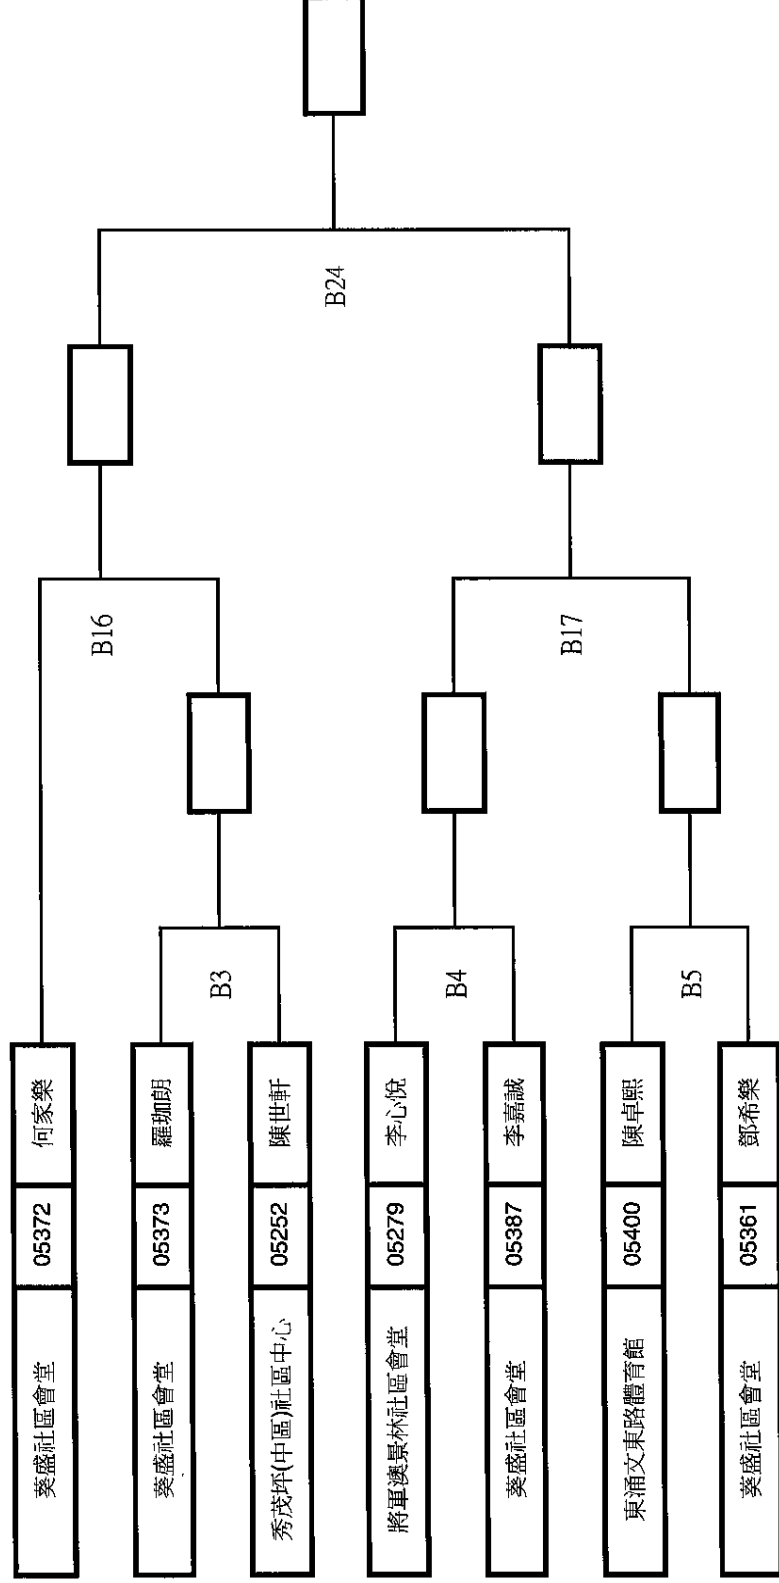 葵盛社區會堂 05372 何家樂
葵盛社區會堂 05373 羅珈朗
秀茂坪(中區)社區中心 05252 陳世軒
將軍澳景林社區會堂 05279 李心悅
葵盛社區會堂 05387 李嘉誠
東涌文東路體育館 05400 陳卓熙
葵盛社區會堂 05361 鄧希樂
B3
B4
B5
B16
B17
B24